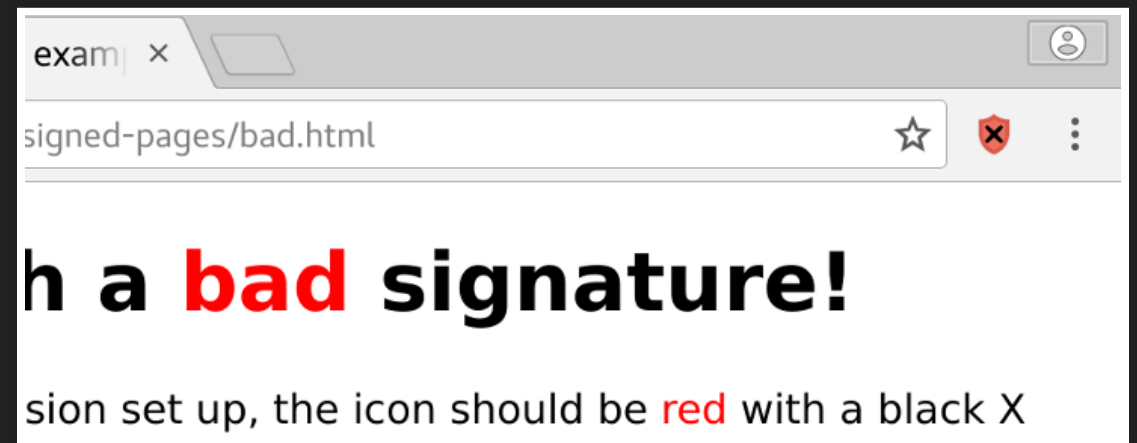 exam
signed-pages/bad.html
h a bad signature!
sion set up, the icon should be red with a black X